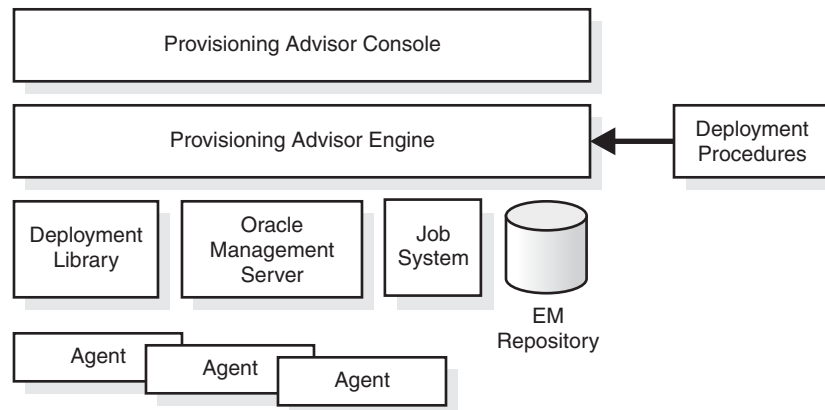 Provisioning Advisor Console
Provisioning Advisor Engine
Deployment
Procedures
Deployment
Library
Oracle
Management
Server
Job
System
EM
Repository
Agent
Agent
Agent